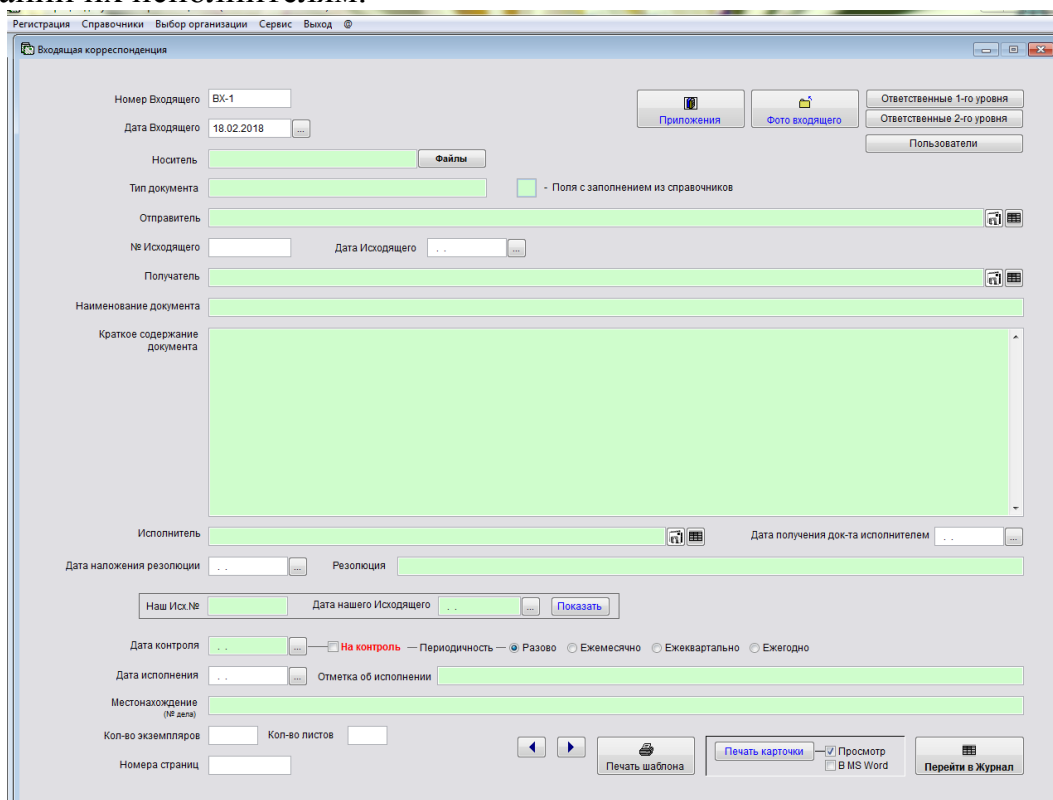 их исполнителям.
Регистрация Справочники Выбор организации Сервис Выход @
Входящая корреспонденция
Номер Входящего ВХ-1
Приложения Фото входящего Ответственные 1-го уровня
Дата Входящего 18.02.2018 ... Ответственные 2-го уровня
Пользователи
Носитель Файлы
Тип документа - Поля с заполнением из справочников
Отправитель
№ Исходящего Дата Исходящего . . ...
Получатель
Наименование документа
Краткое содержание
документа
Исполнитель Дата получения док-та исполнителем . . ...
Дата наложения резолюции . . ... Резолюция
Наш Исх.№ Дата нашего Исходящего . . ... Показать
Дата контроля . . ... На контроль Периодичность Разово Ежемесячно Ежеквартально Ежегодно
Дата исполнения . . ... Отметка об исполнении
Местонахождение
(№ дела)
Кол-во экземпляров Кол-во листов
Номера страниц
Печать шаблона Печать карточки Просмотр
В MS Word Перейти в Журнал